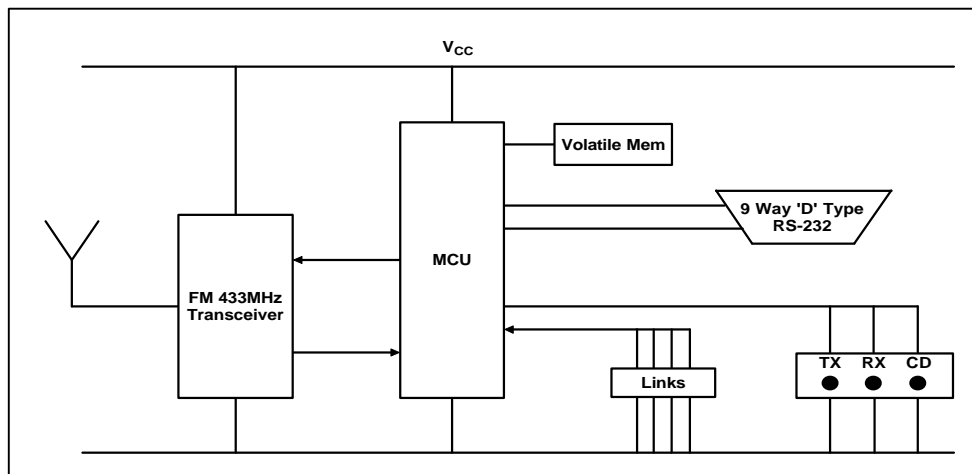 VCC
Volatile Mem
9 Way 'D' Type
RS-232
MCU
FM 433MHz
Transceiver
TX RX CD
Links